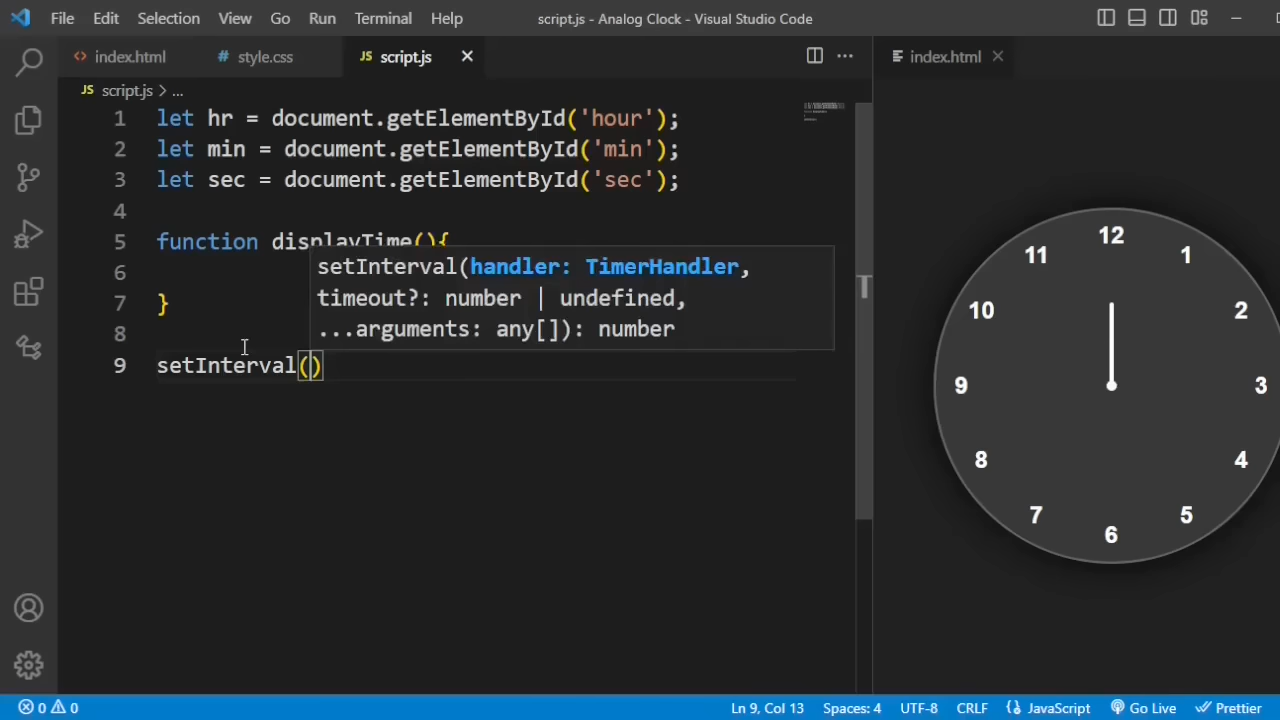 File Edit Selection View Go Run Terminal Help script.js - Analog Clock - Visual Studio Code
index.html # style.css JS script.js index.html
JS script.js > ...
1 let hr = document.getElementById('hour');
2 let min = document.getElementById('min');
3 let sec = document.getElementById('sec');
4
5 function displayTime(){
6
7 }
8
9 setInterval()
setInterval(handler: TimerHandler,
timeout?: number | undefined,
...arguments: any[]): number
12
11 1
10 2
9 3
8 4
7 5
6
0 0 Ln 9, Col 13 Spaces: 4 UTF-8 CRLF JavaScript Go Live Prettier